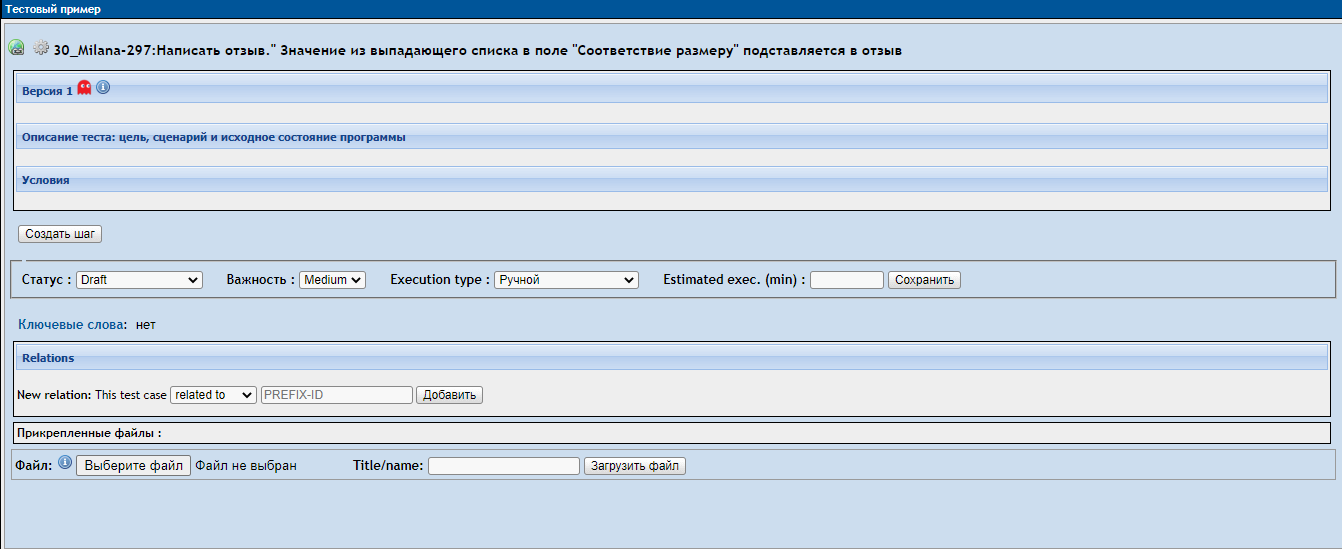 Тестовый пример
30_Milana-297:Написать отзыв." Значение из выпадающего списка в поле "Соответствие размеру" подставляется в отзыв
Версия 1
Описание теста: цель, сценарий и исходное состояние программы
Условия
Создать шаг
Статус : Draft Важность : Medium Execution type : Ручной Estimated exec. (min) : Сохранить
Ключевые слова: нет
Relations
New relation: This test case related to PREFIX-ID Добавить
Прикрепленные файлы :
Файл: Выберите файл Файл не выбран Title/name: Загрузить файл